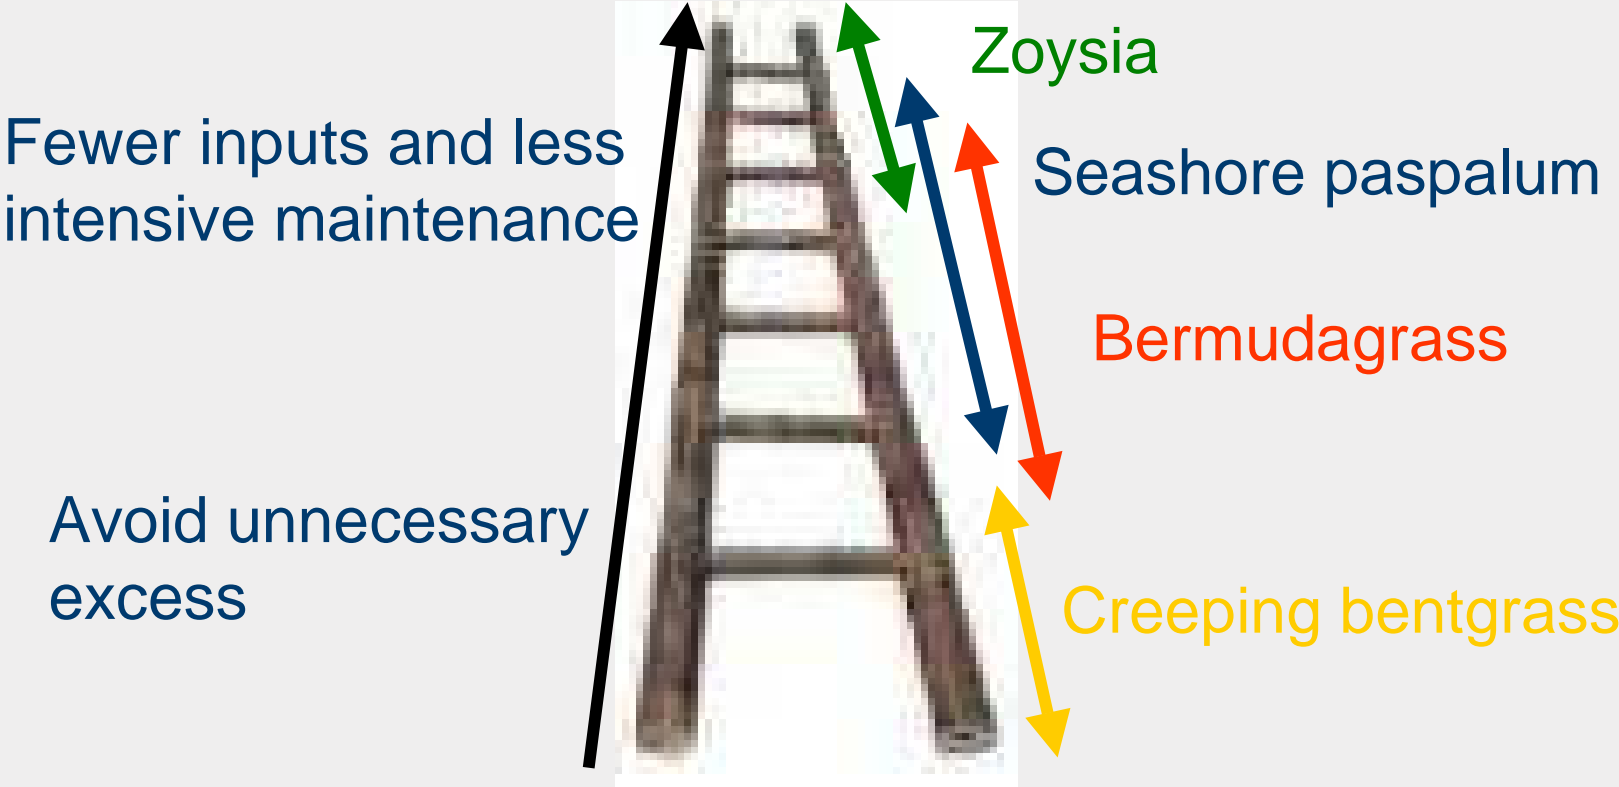 Zoysia
Fewer inputs and less
intensive maintenance
Seashore paspalum
Bermudagrass
Avoid unnecessary
excess
Creeping bentgrass